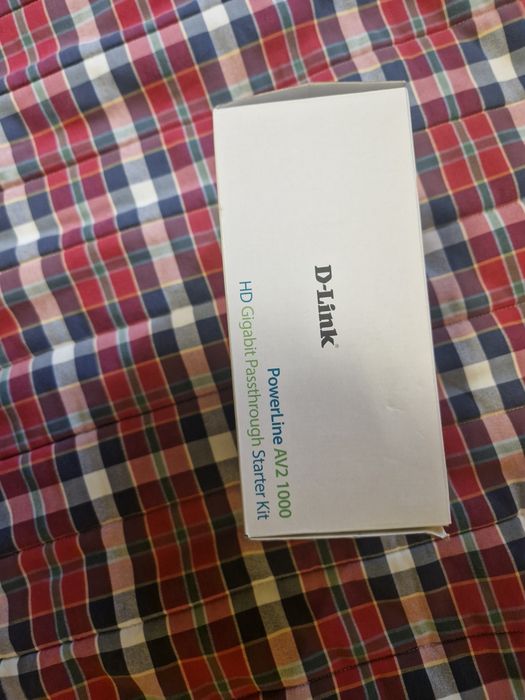 D-Link®
PowerLine AV2 1000
HD Gigabit Passthrough Starter Kit